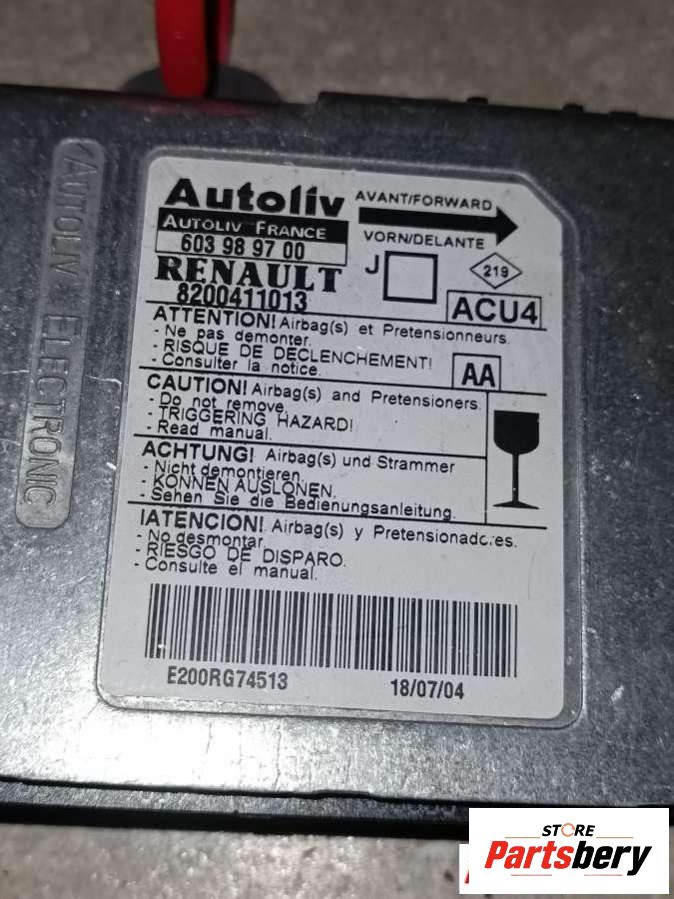 AUTOLIV ELECTRONIC
Autoliv
AUTOLIV FRANCE
603 98 97 00
RENAULT
8200411013
AVANT/FORWARD
VORN/DELANTE
J
219
ACU4
ATTENTION! Airbag(s) et Pretensionneurs.
- Ne pas demonter.
- RISQUE DE DECLENCHEMENT!
- Consulter la notice.
AA
CAUTION! Airbag(s) and Pretensioners.
- Do not remove.
- TRIGGERING HAZARD!
- Read manual.
ACHTUNG! Airbag(s) und Strammer
- Nicht demontieren.
- KONNEN AUSLONEN.
- Sehen Sie die Bedienungsanleitung.
IATENCION! Airbag(s) y Pretensionadores.
- No desmontar.
- RIESGO DE DISPARO.
- Consulte el manual.
E200RG74513 18/07/04
STORE
Partsbery